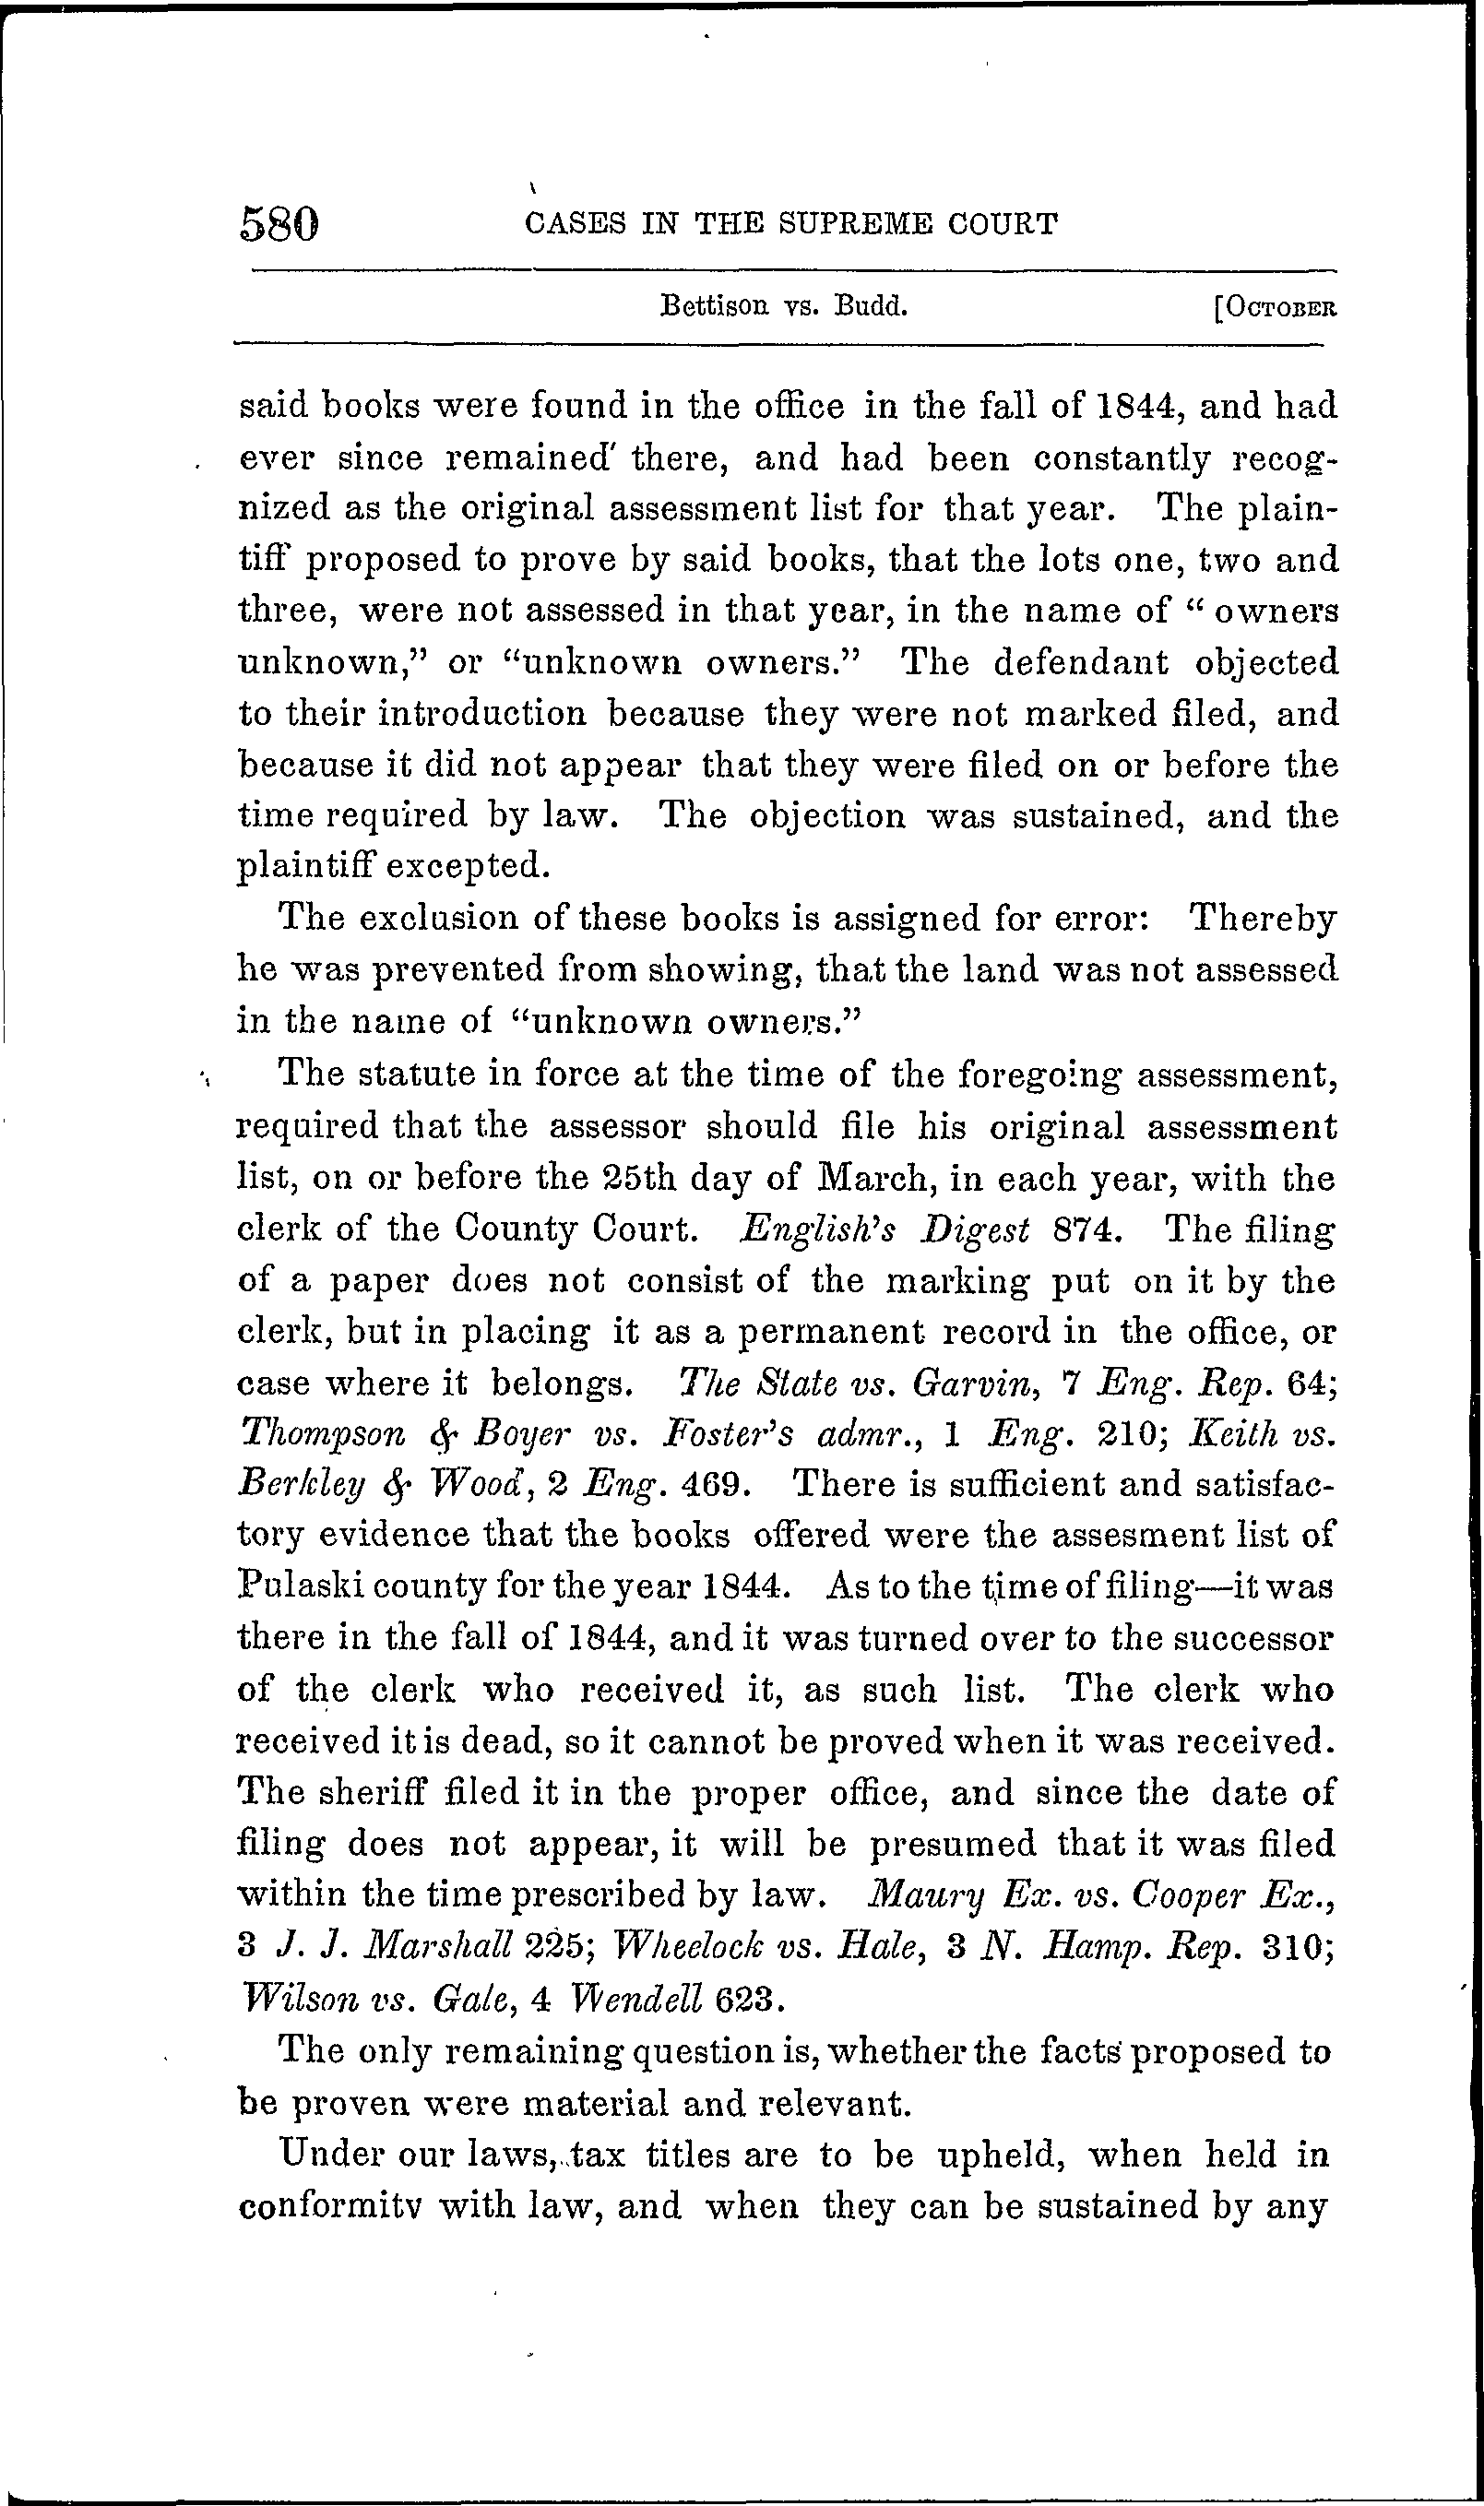 580 CASES IN THE SUPREME COURT
Bettison vs. Budd. [OCTOBER
said books were found in the office in the fall of 1844, and had
ever since remained there, and had been constantly recog-
nized as the original assessment list for that year. The plain-
tiff proposed to prove by said books, that the lots one, two and
three, were not assessed in that year, in the name of " owners
unknown," or "unknown owners." The defendant objected
to their introduction because they were not marked filed, and
because it did not appear that they were filed on or before the
time required by law. The objection was sustained, and the
plaintiff excepted.
The exclusion of these books is assigned for error: Thereby
he was prevented from showing, that the land was not assessed
in the name of "unknown owners."
The statute in force at the time of the foregoing assessment,
required that the assessor should file his original assessment
list, on or before the 25th day of March, in each year, with the
clerk of the County Court. English's Digest 874. The filing
of a paper does not consist of the marking put on it by the
clerk, but in placing it as a permanent record in the office, or
case where it belongs. The State vs. Garvin, 7 Eng. Rep. 64;
Thompson & Boyer vs. Foster's admr., 1 Eng. 210; Keith vs.
Berkley & Wood, 2 Eng. 469. There is sufficient and satisfac-
tory evidence that the books offered were the assesment list of
Pulaski county for the year 1844. As to the time of filing—it was
there in the fall of 1844, and it was turned over to the successor
of the clerk who received it, as such list. The clerk who
received it is dead, so it cannot be proved when it was received.
The sheriff filed it in the proper office, and since the date of
filing does not appear, it will be presumed that it was filed
within the time prescribed by law. Maury Ex. vs. Cooper Ex.,
3 J. J. Marshall 225; Wheelock vs. Hale, 3 N. Hamp. Rep. 310;
Wilson vs. Gale, 4 Wendell 623.
The only remaining question is, whether the facts proposed to
be proven were material and relevant.
Under our laws, tax titles are to be upheld, when held in
conformity with law, and when they can be sustained by any